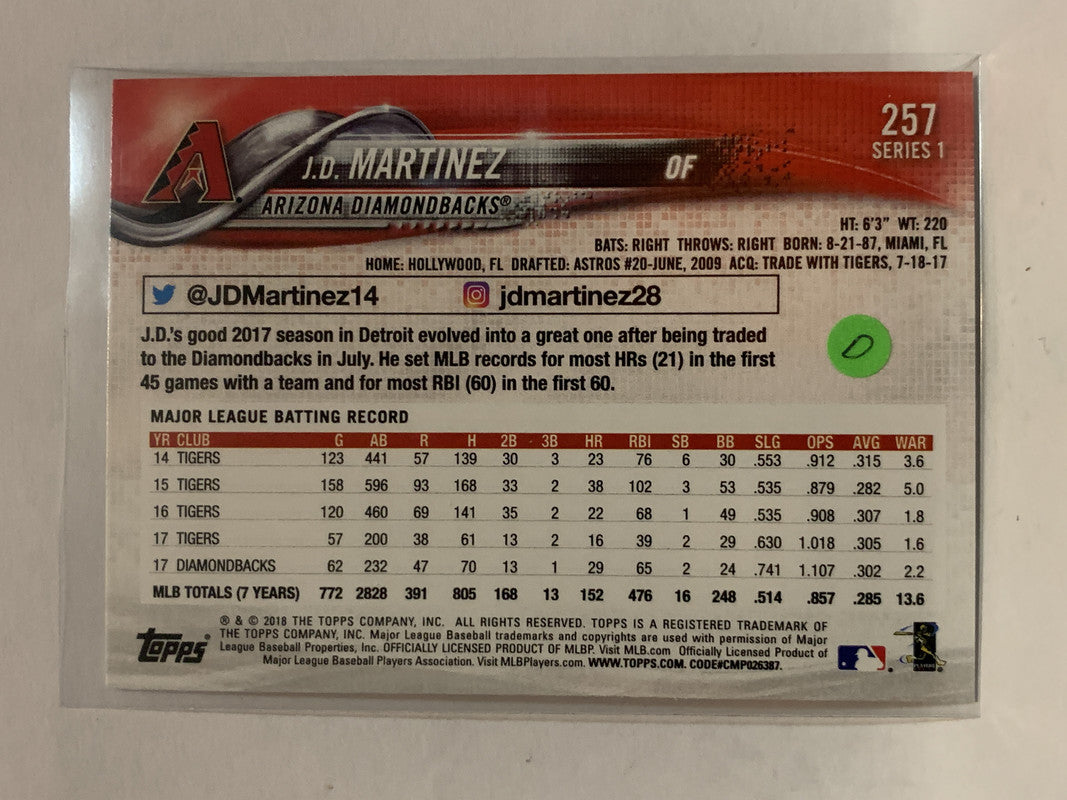 257
SERIES 1
J.D. MARTINEZ OF
ARIZONA DIAMONDBACKS®
HT: 6'3" WT: 220
BATS: RIGHT THROWS: RIGHT BORN: 8-21-87, MIAMI, FL
HOME: HOLLYWOOD, FL DRAFTED: ASTROS #20-JUNE, 2009 ACQ: TRADE WITH TIGERS, 7-18-17
@JDMartinez14 jdmartinez28
J.D.'s good 2017 season in Detroit evolved into a great one after being traded
to the Diamondbacks in July. He set MLB records for most HRs (21) in the first
45 games with a team and for most RBI (60) in the first 60.
D
MAJOR LEAGUE BATTING RECORD
YR CLUB G AB R H 2B 3B HR RBI SB BB SLG OPS AVG WAR
14 TIGERS 123 441 57 139 30 3 23 76 6 30 .553 .912 .315 3.6
15 TIGERS 158 596 93 168 33 2 38 102 3 53 .535 .879 .282 5.0
16 TIGERS 120 460 69 141 35 2 22 68 1 49 .535 .908 .307 1.8
17 TIGERS 57 200 38 61 13 2 16 39 2 29 .630 1.018 .305 1.6
17 DIAMONDBACKS 62 232 47 70 13 1 29 65 2 24 .741 1.107 .302 2.2
MLB TOTALS (7 YEARS) 772 2828 391 805 168 13 152 476 16 248 .514 .857 .285 13.6
® & © 2018 THE TOPPS COMPANY, INC. ALL RIGHTS RESERVED. TOPPS IS A REGISTERED TRADEMARK OF
THE TOPPS COMPANY, INC. Major League Baseball trademarks and copyrights are used with permission of Major
League Baseball Properties, Inc. OFFICIALLY LICENSED PRODUCT OF MLBP. Visit MLB.com Officially Licensed Product of
Major League Baseball Players Association. Visit MLBPlayers.com. WWW.TOPPS.COM. CODE#CMP026387.
Topps
PLAYERS